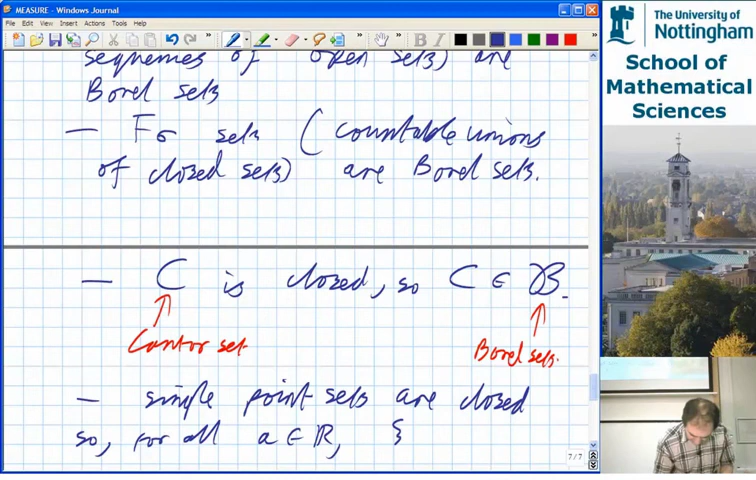 MEASURE - Windows Journal
File Edit View Insert Actions Tools Help
sequences of open sets) are
Borel sets
— Fσ sets (countable unions
of closed sets) are Borel sets.
— C is closed, so C ∈ B.
Cantor set
Borel sets.
— single point sets are closed
so, for all a ∈ ℝ, {
7/7
The University of
Nottingham
School of
Mathematical
Sciences